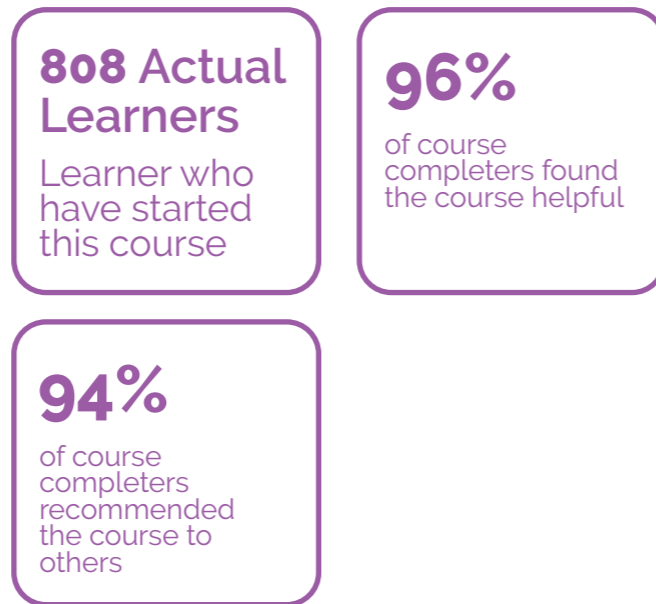 808 Actual
Learners
Learner who
have started
this course
96%
of course
completers found
the course helpful
94%
of course
completers
recommended
the course to
others